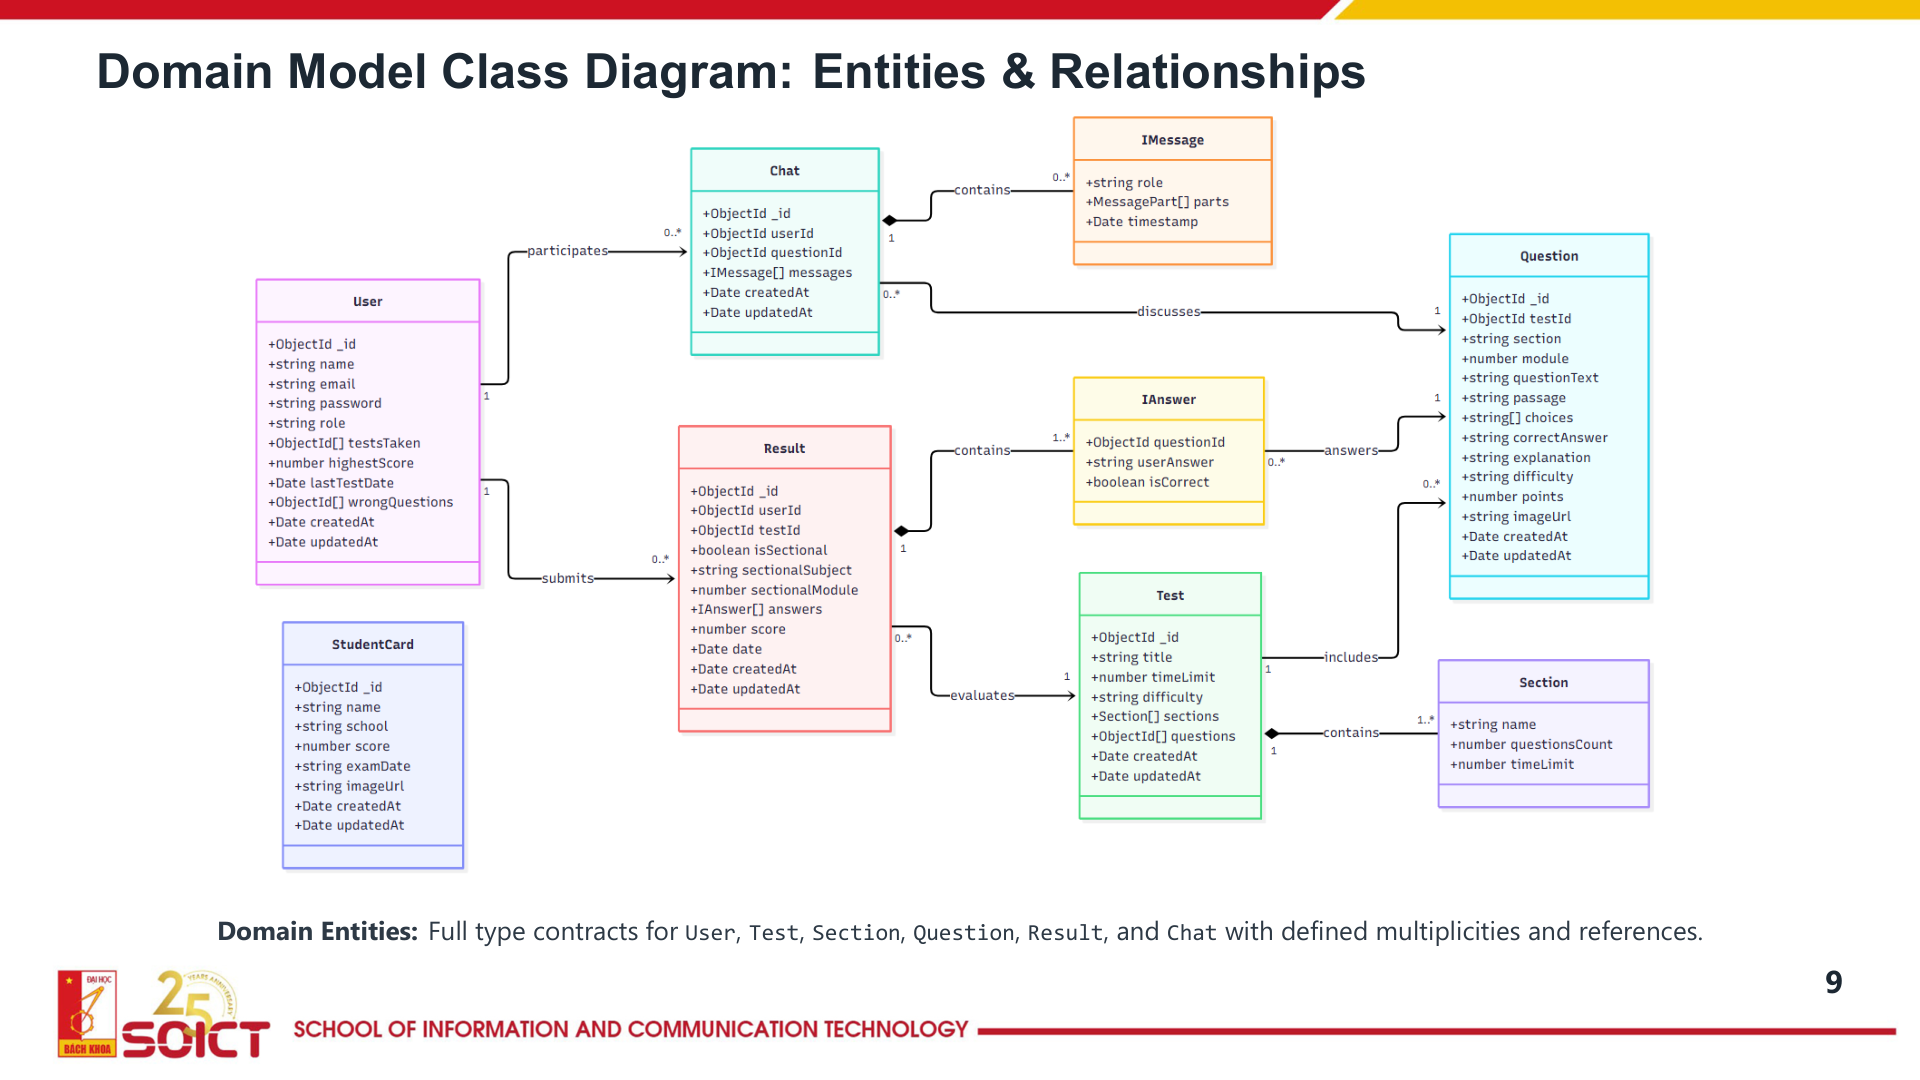 Domain Model Class Diagram: Entities & Relationships
IMessage
+string role
+MessagePart[] parts
+Date timestamp
Chat
+ObjectId _id
+ObjectId userId
+ObjectId questionId
+IMessage[] messages
+Date createdAt
+Date updatedAt
contains
0..*
1
participates
0..*
1
discusses
0..*
1
User
+ObjectId _id
+string name
+string email
+string password
+string role
+ObjectId[] testsTaken
+number highestScore
+Date lastTestDate
+ObjectId[] wrongQuestions
+Date createdAt
+Date updatedAt
submits
1
0..*
Question
+ObjectId _id
+ObjectId testId
+string section
+number module
+string questionText
+string passage
+string[] choices
+string correctAnswer
+string explanation
+string difficulty
+number points
+string imageUrl
+Date createdAt
+Date updatedAt
IAnswer
+ObjectId questionId
+string userAnswer
+boolean isCorrect
contains
1..*
1
answers
0..*
1
Result
+ObjectId _id
+ObjectId userId
+ObjectId testId
+boolean isSectional
+string sectionalSubject
+number sectionalModule
+IAnswer[] answers
+number score
+Date date
+Date createdAt
+Date updatedAt
evaluates
0..*
1
Test
+ObjectId _id
+string title
+number timeLimit
+string difficulty
+Section[] sections
+ObjectId[] questions
+Date createdAt
+Date updatedAt
includes
1
0..*
contains
1
1..*
Section
+string name
+number questionsCount
+number timeLimit
StudentCard
+ObjectId _id
+string name
+string school
+number score
+string examDate
+string imageUrl
+Date createdAt
+Date updatedAt
Domain Entities: Full type contracts for User, Test, Section, Question, Result, and Chat with defined multiplicities and references.
9
ĐẠI HỌC
BÁCH KHOA
25
YEARS ANNIVERSARY
SOICT
SCHOOL OF INFORMATION AND COMMUNICATION TECHNOLOGY